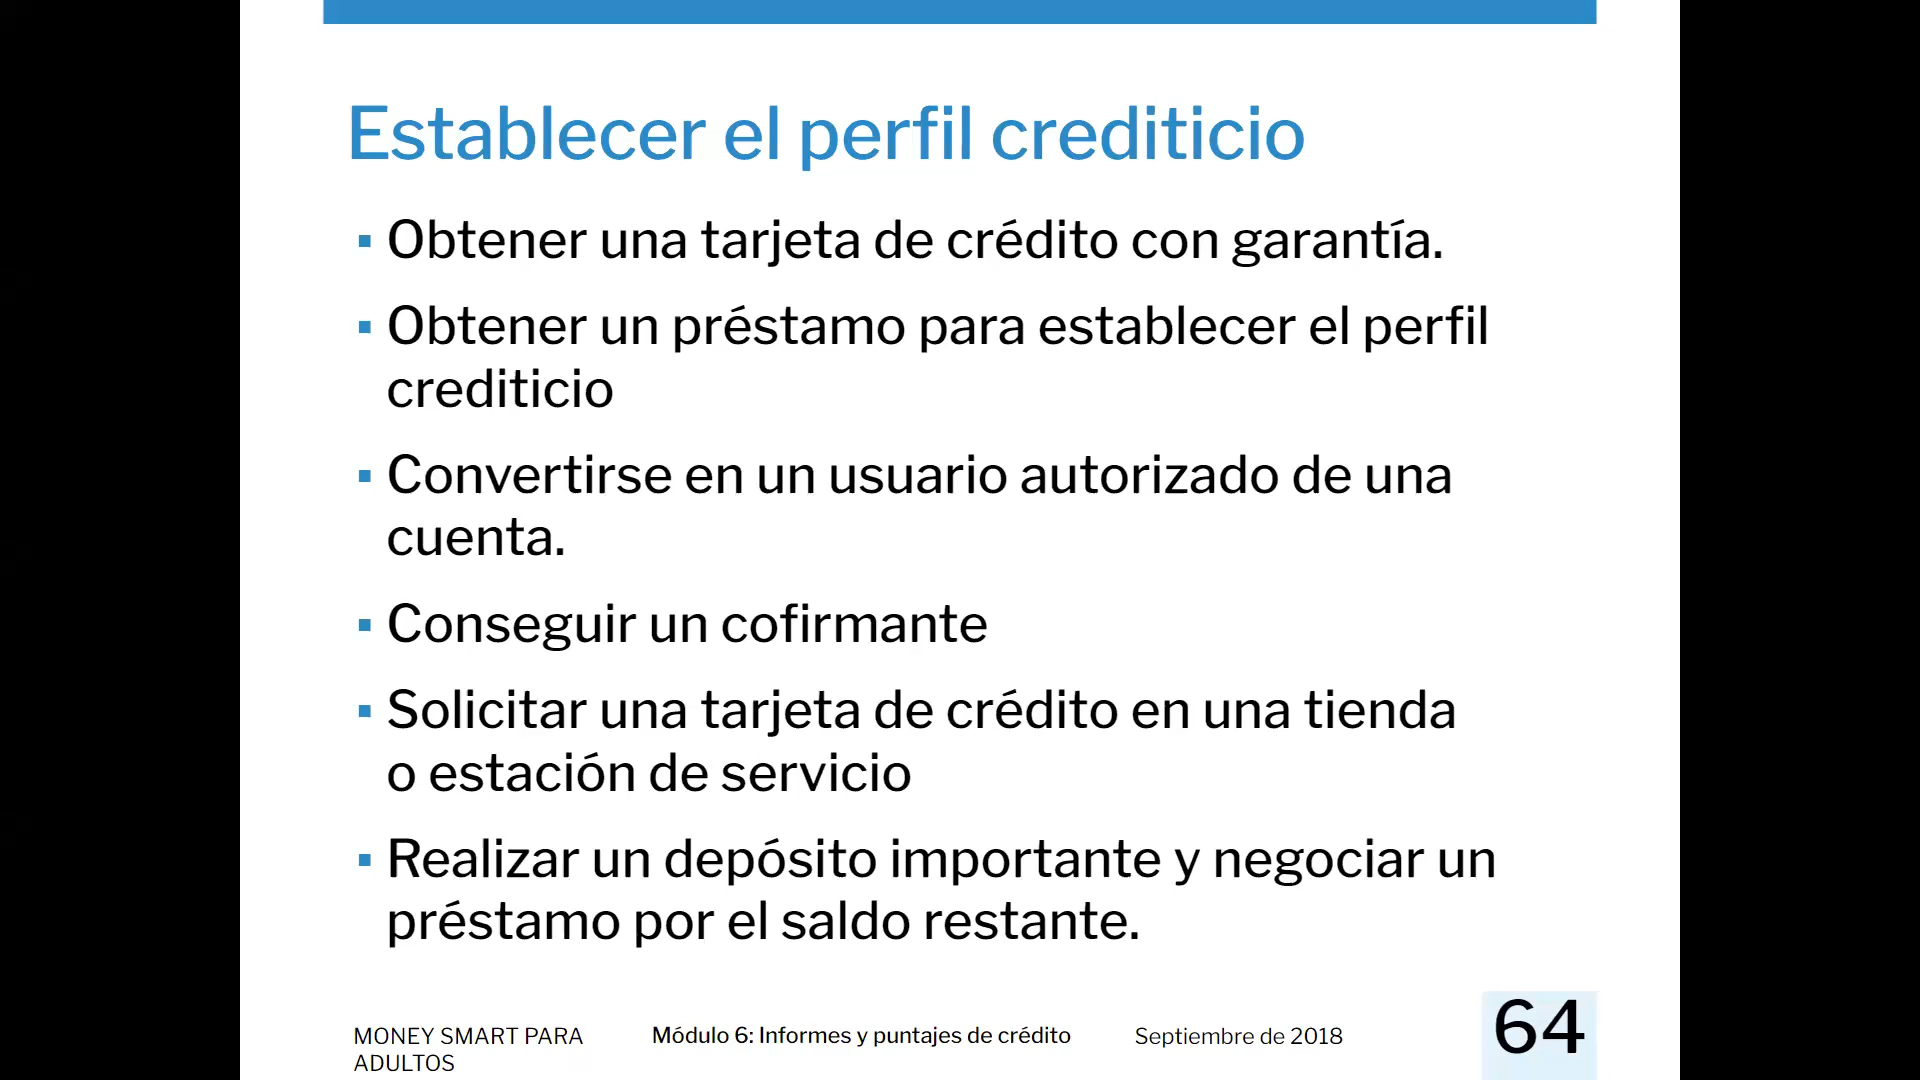 Establecer el perfil crediticio
▪ Obtener una tarjeta de crédito con garantía.
▪ Obtener un préstamo para establecer el perfil
crediticio
▪ Convertirse en un usuario autorizado de una
cuenta.
▪ Conseguir un cofirmante
▪ Solicitar una tarjeta de crédito en una tienda
o estación de servicio
▪ Realizar un depósito importante y negociar un
préstamo por el saldo restante.
MONEY SMART PARA
ADULTOS
Módulo 6: Informes y puntajes de crédito
Septiembre de 2018
64